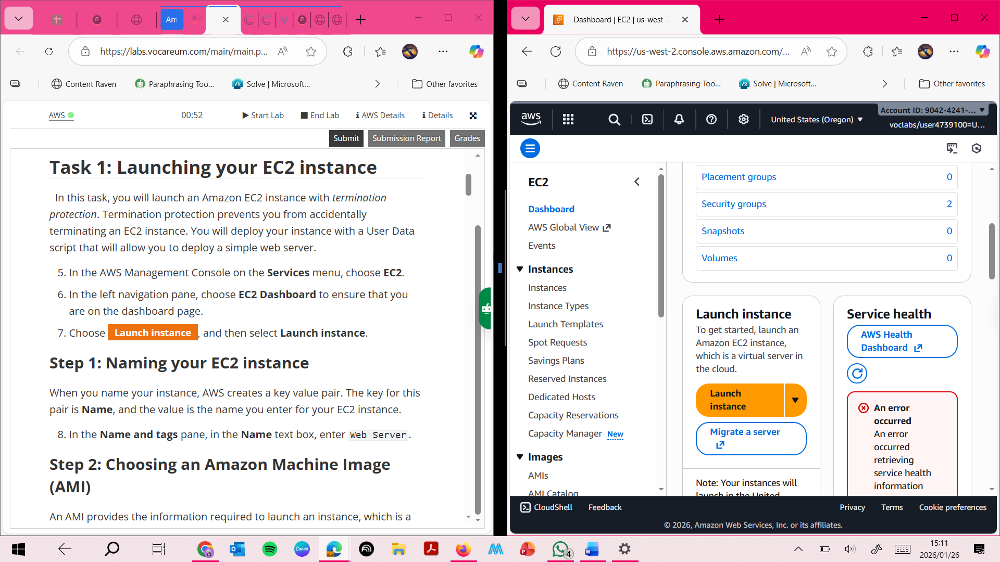 Am
https://labs.vocareum.com/main/main.p...
Content Raven
Paraphrasing Too...
Solve | Microsoft...
Other favorites
AWS
00:52
Start Lab
End Lab
AWS Details
Details
Submit
Submission Report
Grades
Task 1: Launching your EC2 instance
In this task, you will launch an Amazon EC2 instance with termination
protection. Termination protection prevents you from accidentally
terminating an EC2 instance. You will deploy your instance with a User Data
script that will allow you to deploy a simple web server.
5. In the AWS Management Console on the Services menu, choose EC2.
6. In the left navigation pane, choose EC2 Dashboard to ensure that you
are on the dashboard page.
7. Choose Launch instance, and then select Launch instance.
Step 1: Naming your EC2 instance
When you name your instance, AWS creates a key value pair. The key for this
pair is Name, and the value is the name you enter for your EC2 instance.
8. In the Name and tags pane, in the Name text box, enter Web Server.
Step 2: Choosing an Amazon Machine Image
(AMI)
An AMI provides the information required to launch an instance, which is a
Dashboard | EC2 | us-west-2
https://us-west-2.console.aws.amazon.com/...
Content Raven
Paraphrasing Too...
Solve | Microsoft...
Other favorites
aws
United States (Oregon)
Account ID: 9042-4241-...
voclabs/user4739100=U...
EC2
Dashboard
AWS Global View
Events
Instances
Instances
Instance Types
Launch Templates
Spot Requests
Savings Plans
Reserved Instances
Dedicated Hosts
Capacity Reservations
Capacity Manager New
Images
AMIs
AMI Catalog
Placement groups 0
Security groups 2
Snapshots 0
Volumes 0
Launch instance
To get started, launch an
Amazon EC2 instance,
which is a virtual server in
the cloud.
Launch
instance
Migrate a server
Note: Your instances will
launch in the United
Service health
AWS Health
Dashboard
An error
occurred
An error
occurred
retrieving
service health
information
CloudShell
Feedback
Privacy
Terms
Cookie preferences
© 2026, Amazon Web Services, Inc. or its affiliates.
Canva
4
15:11
2026/01/26